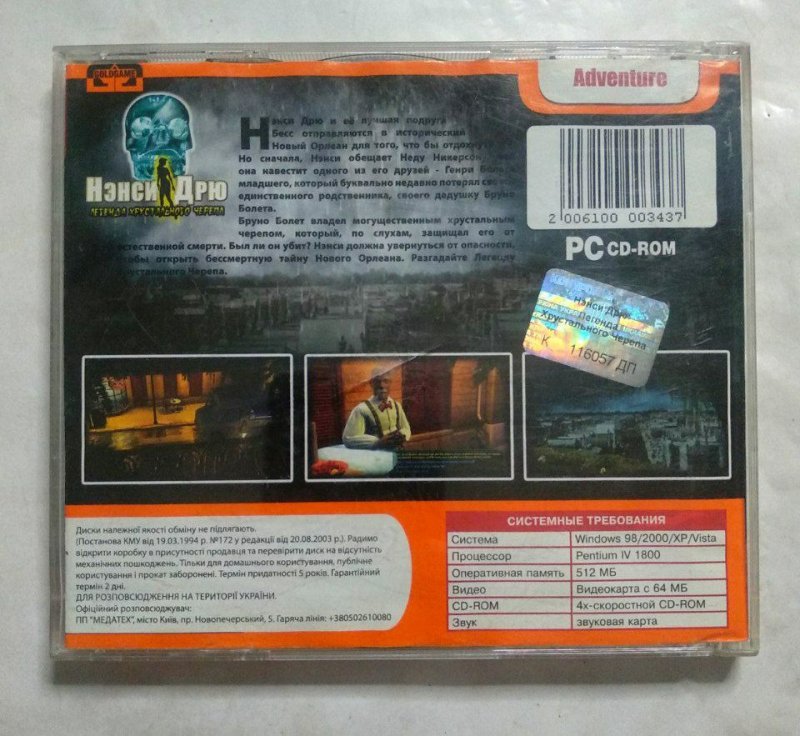 GOLDGAME
Adventure
Нэнси Дрю
ЛЕГЕНДА ХРУСТАЛЬНОГО ЧЕРЕПА
Нэнси Дрю и её лучшая подруга
Бесс отправляются в исторический
Новый Орлеан для того, что бы отдохнуть
Но сначала, Нэнси обещает Неду Никерсон
она навестит одного из его друзей - Генри Болета
младшего, который буквально недавно потерял своего
единственного родственника, своего дедушку Бруно
Болета.
Бруно Болет владел могущественным хрустальным
черепом, который, по слухам, защищал его от
естественной смерти. Был ли он убит? Нэнси должна увернуться от опасности,
чтобы открыть бессмертную тайну Нового Орлеана. Разгадайте Легенду
Хрустального Черепа.
2 006100 003437
PC CD-ROM
Нэнси Дрю
Легенда
Хрустального Черепа
К 116057 ДП
Диски належної якості обміну не підлягають.
(Постанова КМУ від 19.03.1994 р. №172 у редакції від 20.08.2003 р.). Радимо
відкрити коробку в присутності продавця та перевірити диск на відсутність
механічних пошкоджень. Тільки для домашнього користування, публічне
користування і прокат заборонені. Термін придатності 5 років. Гарантійний
термін 2 дні.
ДЛЯ РОЗПОВСЮДЖЕННЯ НА ТЕРИТОРІЇ УКРАЇНИ.
Офіційний розповсюджувач:
ПП "МЕДАТЕХ", місто Київ, пр. Новопечерський, 5. Гаряча лінія: +380502610080
СИСТЕМНЫЕ ТРЕБОВАНИЯ
Система Windows 98/2000/XP/Vista
Процессор Pentium IV 1800
Оперативная память 512 МБ
Видео Видеокарта с 64 МБ
CD-ROM 4х-скоростной CD-ROM
Звук звуковая карта